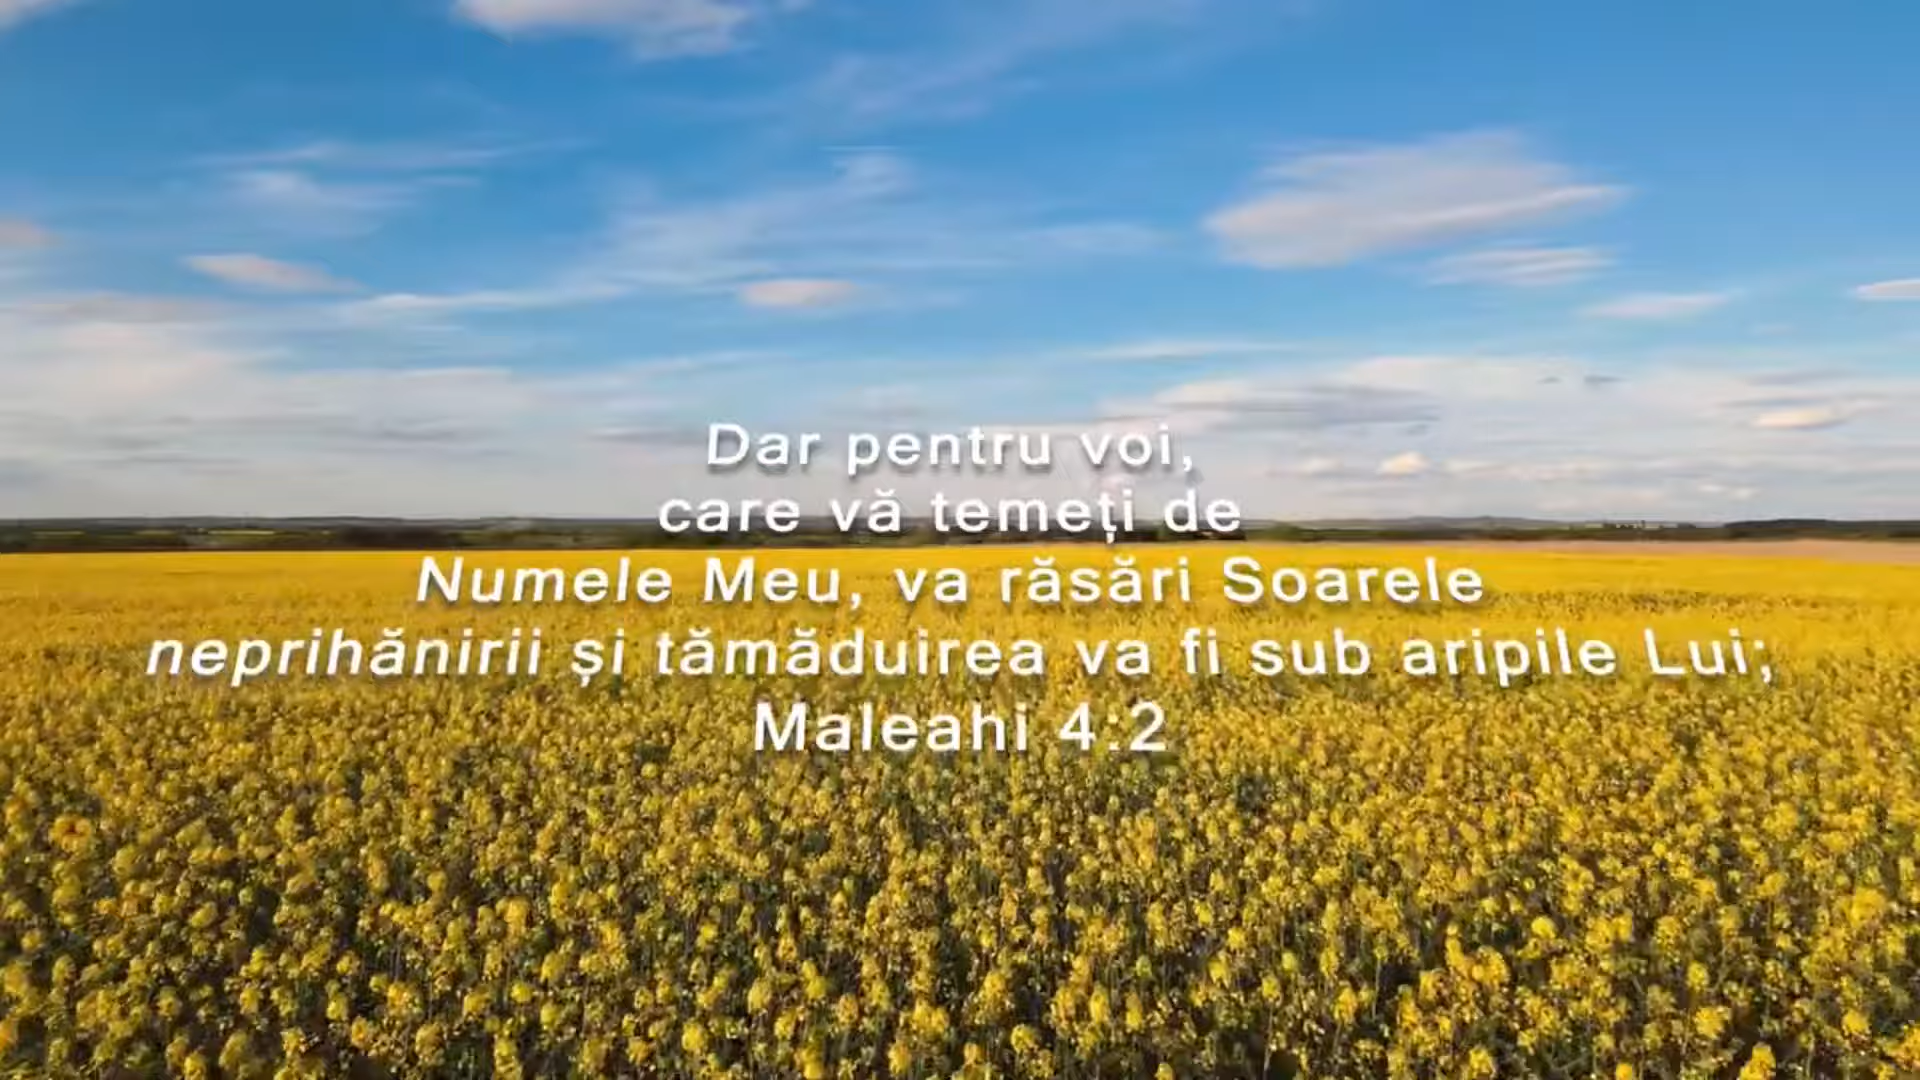 Dar pentru voi,
care vă temeți de
Numele Meu, va răsări Soarele
neprihănirii și tămăduirea va fi sub aripile Lui;
Maleahi 4:2